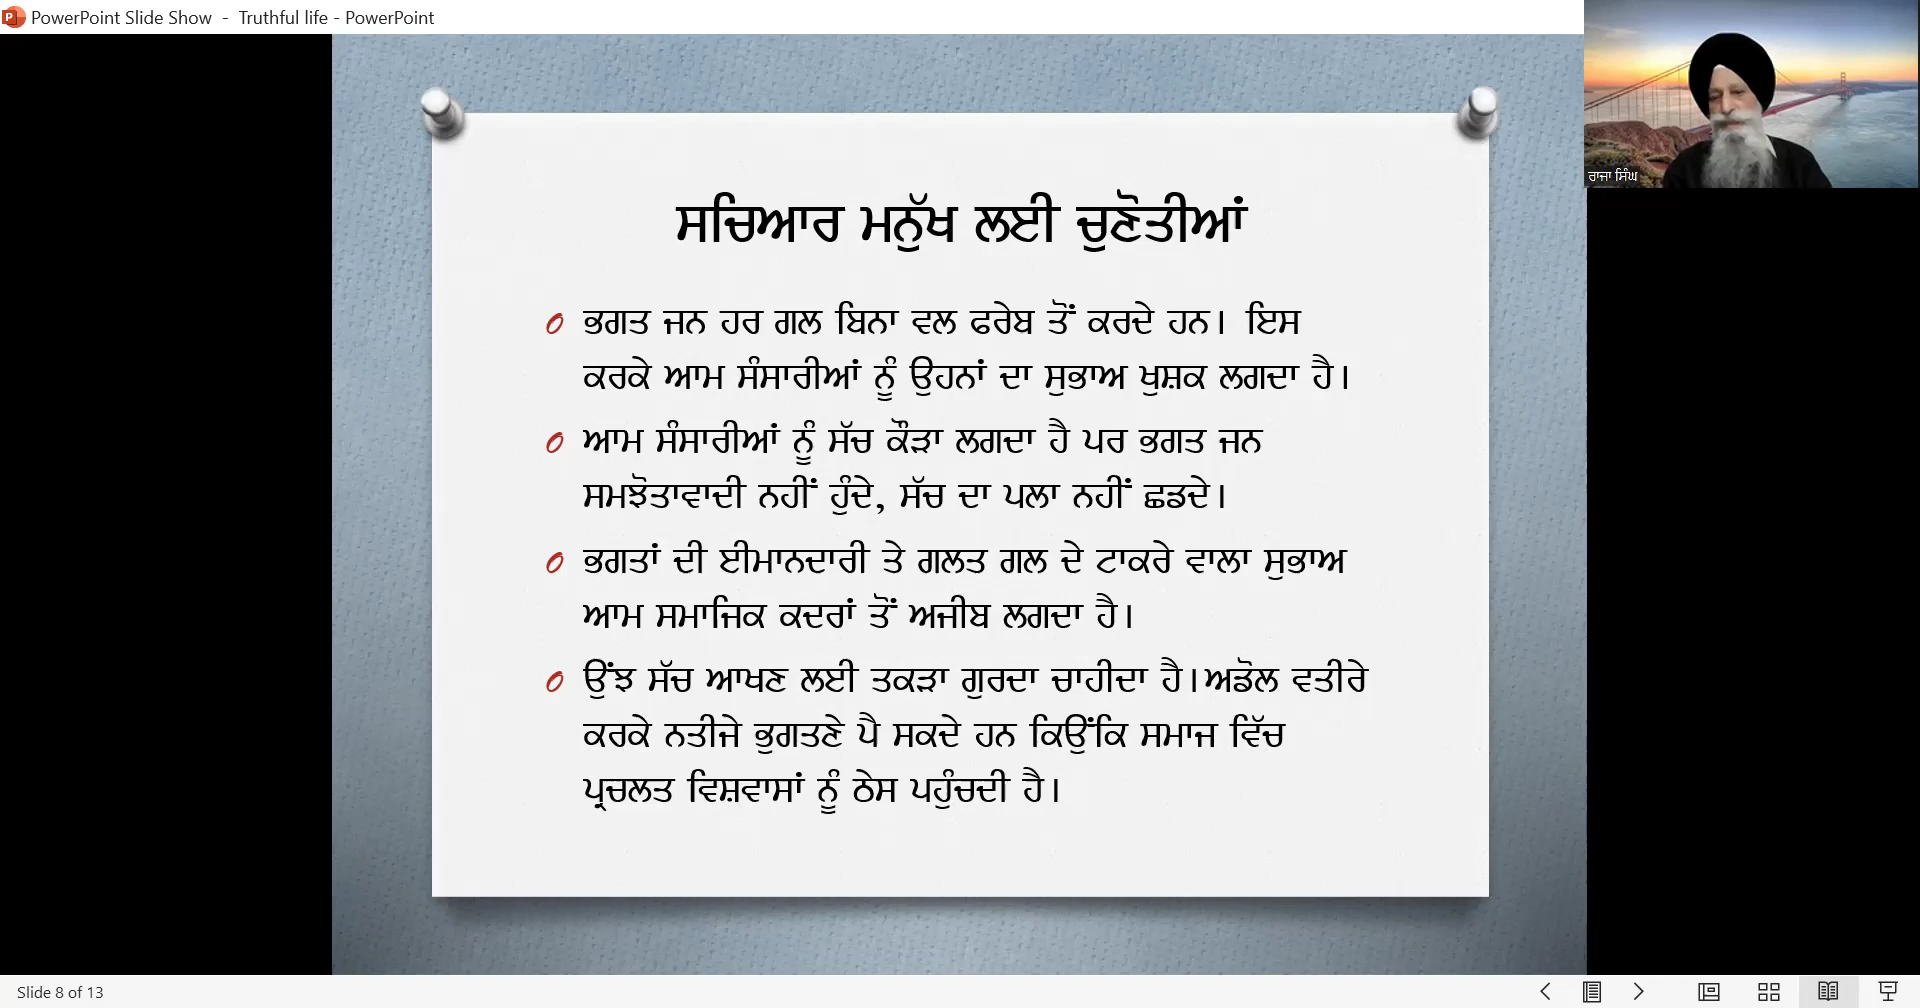 PowerPoint Slide Show - Truthful life - PowerPoint
ਰਾਜਾ ਸਿੰਘ
ਸਚਿਆਰ ਮਨੁੱਖ ਲਈ ਚੁਣੋਤੀਆਂ
ਭਗਤ ਜਨ ਹਰ ਗਲ ਬਿਨਾ ਵਲ ਫਰੇਬ ਤੋਂ ਕਰਦੇ ਹਨ। ਇਸ
ਕਰਕੇ ਆਮ ਸੰਸਾਰੀਆਂ ਨੂੰ ਉਹਨਾਂ ਦਾ ਸੁਭਾਅ ਖੁਸ਼ਕ ਲਗਦਾ ਹੈ।
ਆਮ ਸੰਸਾਰੀਆਂ ਨੂੰ ਸੱਚ ਕੌੜਾ ਲਗਦਾ ਹੈ ਪਰ ਭਗਤ ਜਨ
ਸਮਝੋਤਾਵਾਦੀ ਨਹੀਂ ਹੁੰਦੇ, ਸੱਚ ਦਾ ਪਲਾ ਨਹੀਂ ਛਡਦੇ।
ਭਗਤਾਂ ਦੀ ਈਮਾਨਦਾਰੀ ਤੇ ਗਲਤ ਗਲ ਦੇ ਟਾਕਰੇ ਵਾਲਾ ਸੁਭਾਅ
ਆਮ ਸਮਾਜਿਕ ਕਦਰਾਂ ਤੋਂ ਅਜੀਬ ਲਗਦਾ ਹੈ।
ਉਂਝ ਸੱਚ ਆਖਣ ਲਈ ਤਕੜਾ ਗੁਰਦਾ ਚਾਹੀਦਾ ਹੈ।ਅਡੋਲ ਵਤੀਰੇ
ਕਰਕੇ ਨਤੀਜੇ ਭੁਗਤਣੇ ਪੈ ਸਕਦੇ ਹਨ ਕਿਉਂਕਿ ਸਮਾਜ ਵਿੱਚ
ਪ੍ਰਚਲਤ ਵਿਸ਼ਵਾਸਾਂ ਨੂੰ ਠੇਸ ਪਹੁੰਚਦੀ ਹੈ।
Slide 8 of 13